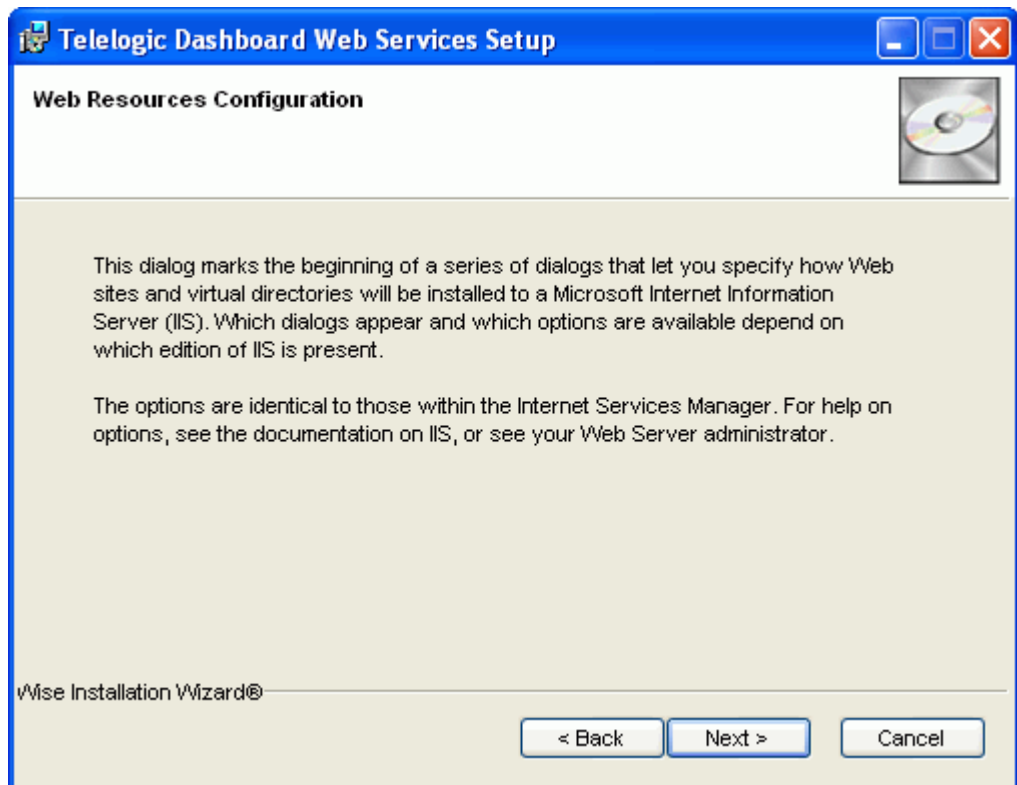 Telelogic Dashboard Web Services Setup
Web Resources Configuration
This dialog marks the beginning of a series of dialogs that let you specify how Web
sites and virtual directories will be installed to a Microsoft Internet Information
Server (IIS). Which dialogs appear and which options are available depend on
which edition of IIS is present.
The options are identical to those within the Internet Services Manager. For help on
options, see the documentation on IIS, or see your Web Server administrator.
Wise Installation Wizard®
< Back
Next >
Cancel